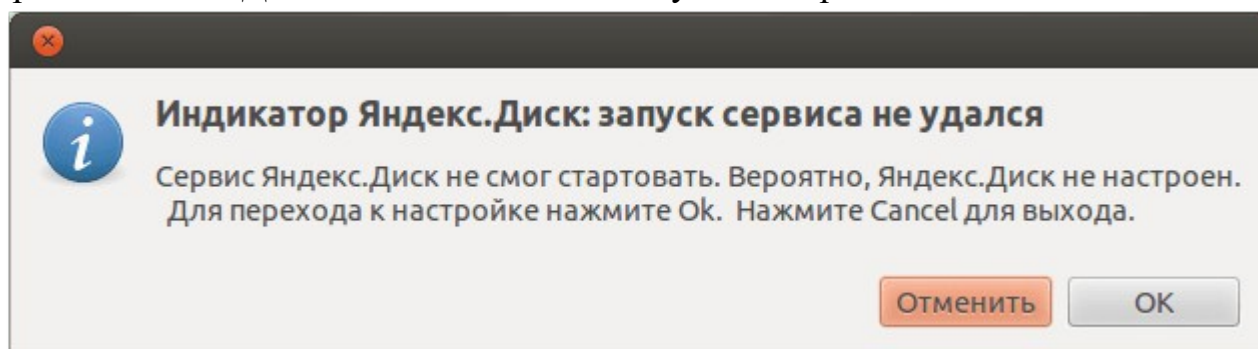 Индикатор Яндекс.Диск: запуск сервиса не удался
Сервис Яндекс.Диск не смог стартовать. Вероятно, Яндекс.Диск не настроен.
Для перехода к настройке нажмите Ok. Нажмите Cancel для выхода.
Отменить OK